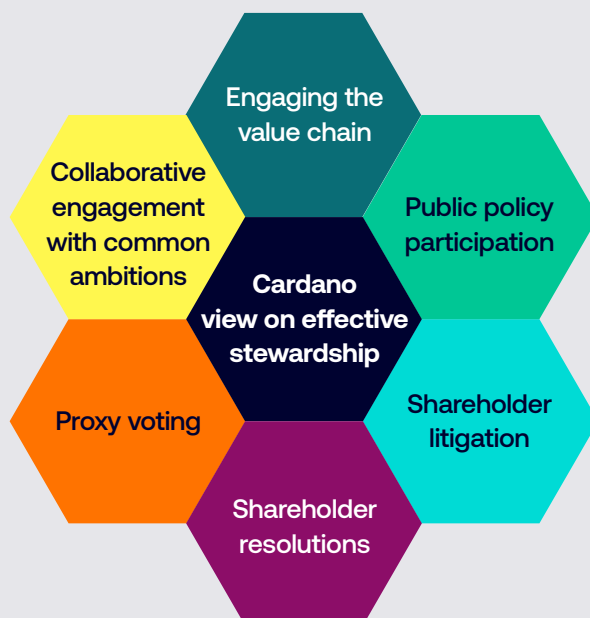 Engaging the
value chain
Collaborative
engagement
with common
ambitions
Public policy
participation
Cardano
view on effective
stewardship
Proxy voting
Shareholder
litigation
Shareholder
resolutions